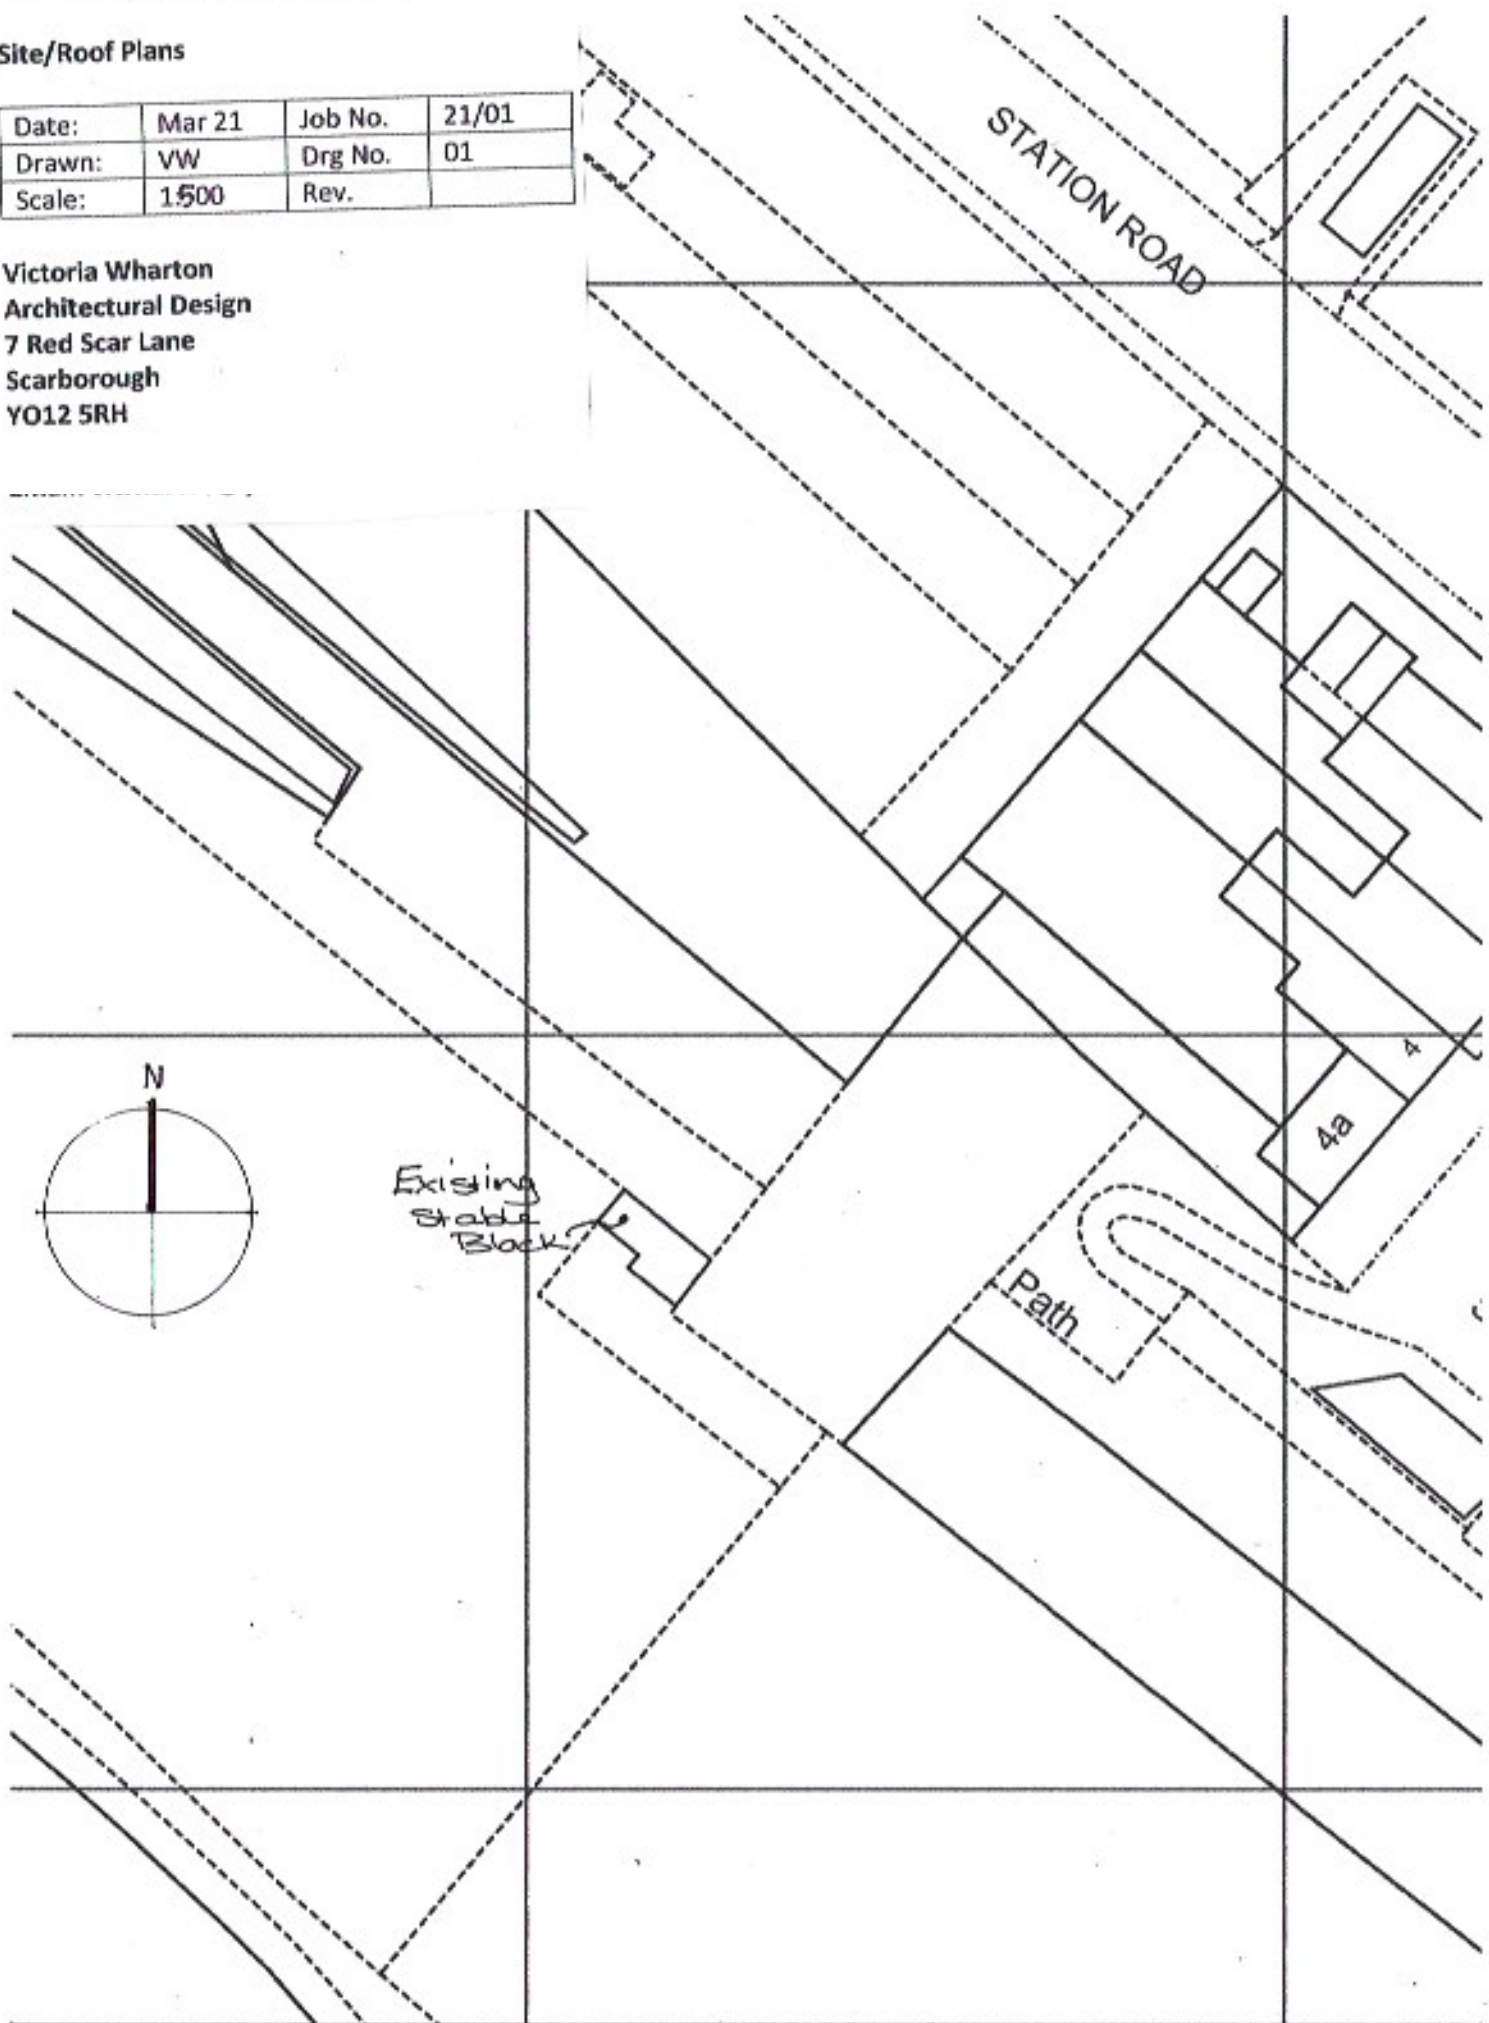 Site/Roof Plans
Date: Mar 21 Job No. 21/01
Drawn: VW Drg No. 01
Scale: 1:500 Rev.
Victoria Wharton
Architectural Design
7 Red Scar Lane
Scarborough
YO12 5RH
STATION ROAD
N
Existing
Stable
Block
4
4a
Path